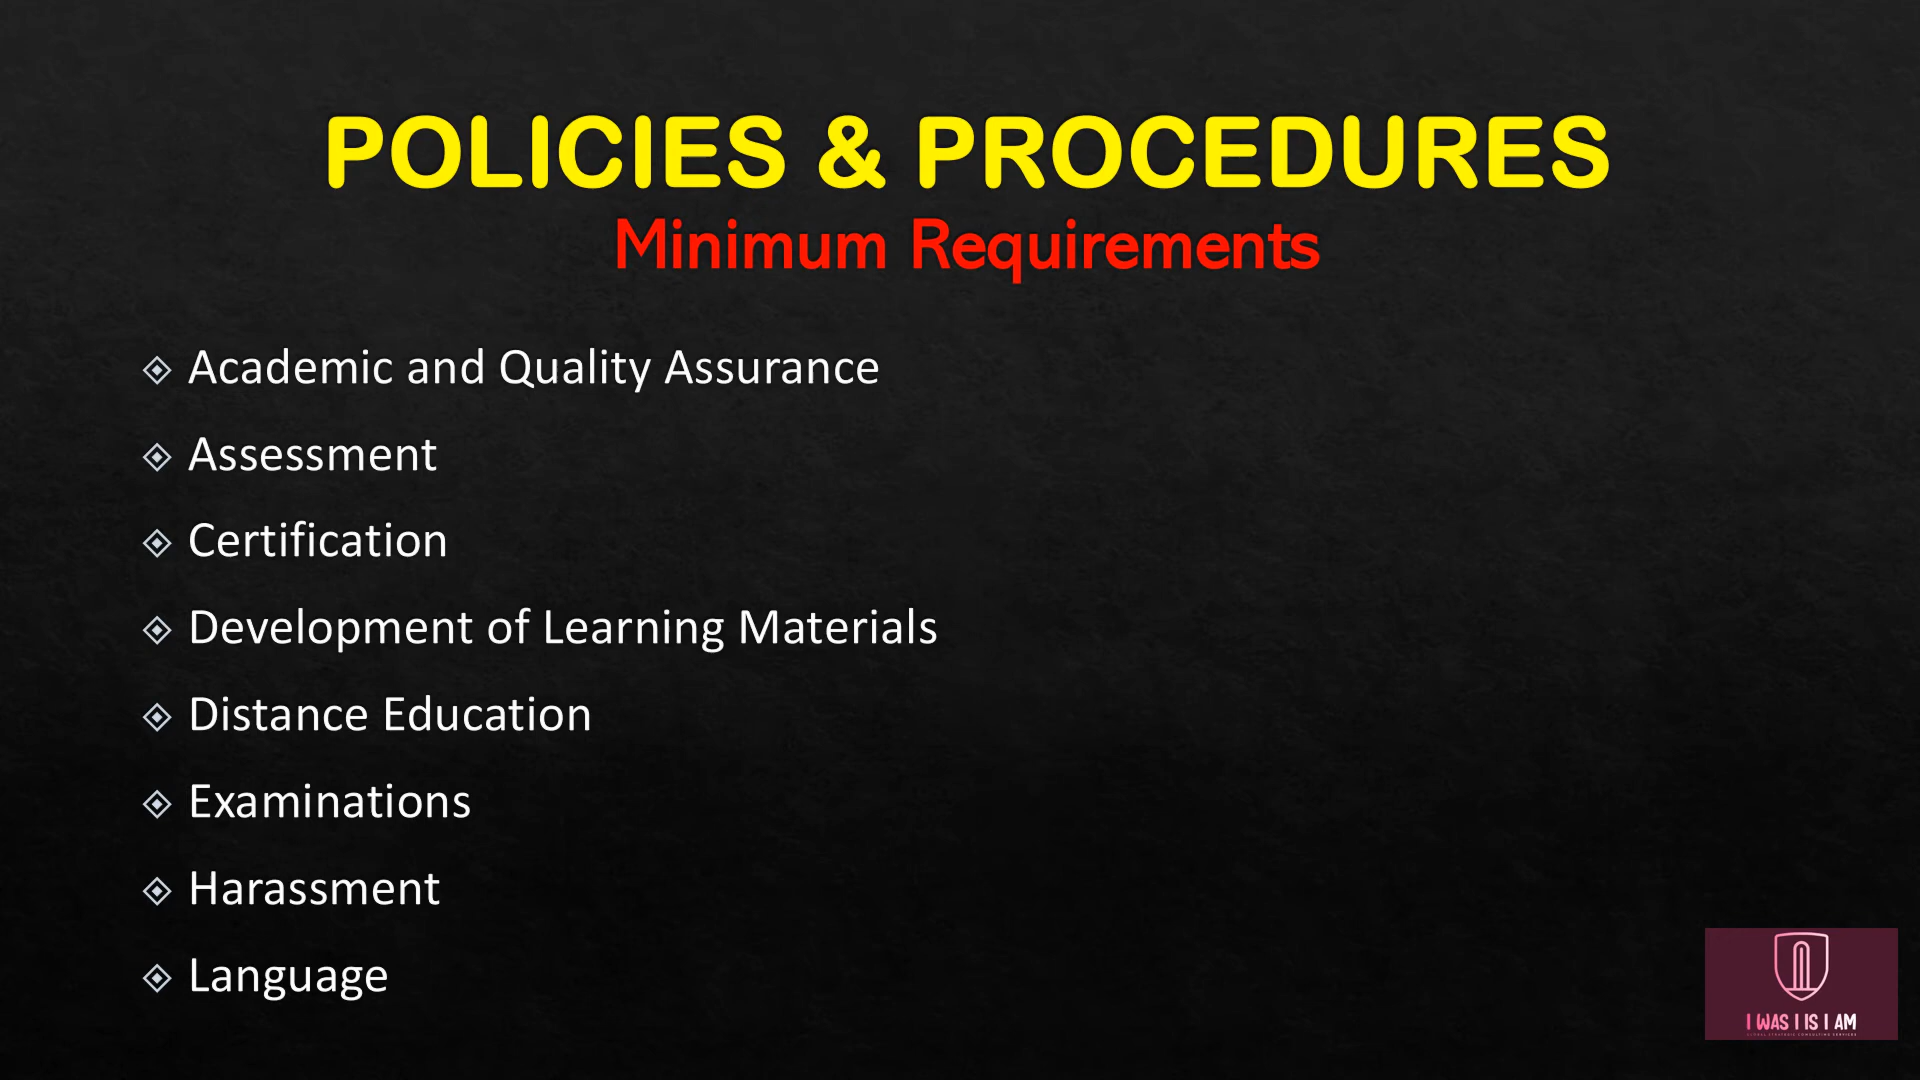 POLICIES & PROCEDURES
Minimum Requirements
Academic and Quality Assurance
Assessment
Certification
Development of Learning Materials
Distance Education
Examinations
Harassment
Language
I WAS I IS I AM